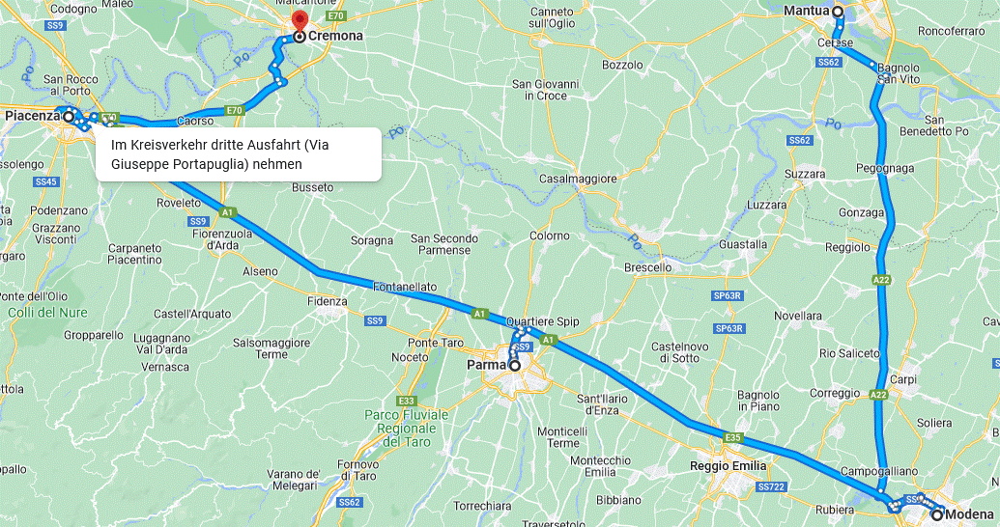 Codogno
Maleo
Malcantone
E70
Canneto
sull'Oglio
Mantua
Roncoferraro
SS9
Cremona
Cerese
SS62
Bozzolo
Po
Po
San Rocco
al Porto
San Giovanni
in Croce
Bagnolo
San Vito
Piacenza
E70
E70
Caorso
Po
Po
San
Benedetto Po
Im Kreisverkehr dritte Ausfahrt (Via
Giuseppe Portapuglia) nehmen
SS62
ssolengo
SS45
Busseto
Casalmaggiore
Suzzara
Pegognaga
Podenzano
Roveleto
A1
SS9
Luzzara
Gonzaga
Grazzano
Visconti
Fiorenzuola
d'Arda
Soragna
San Secondo
Parmense
Colorno
Po
Guastalla
Reggiolo
Carpaneto
Piacentino
Alseno
Brescello
A22
Ponte dell'Olio
Fontanellato
SP63R
Colli del Nure
Fidenza
Castell'Arquato
SS9
A1
Quartiere Spip
Novellara
SP63R
Gropparello
Lugagnano
Val D'arda
Salsomaggiore
Terme
Ponte Taro
SS9
A1
Castelnovo
di Sotto
Rio Saliceto
Noceto
Vernasca
Parma
Carpi
Correggio
A22
E33
Sant'Ilario
d'Enza
Bagnolo
in Piano
Parco Fluviale
Regionale
del Taro
Monticelli
Terme
Soliera
E35
Montecchio
Emilia
Reggio Emilia
Campogalliano
Fornovo
di Taro
Varano de'
Melegari
SS62
SS722
Bibbiano
Torrechiara
Rubiera
SS9
Modena